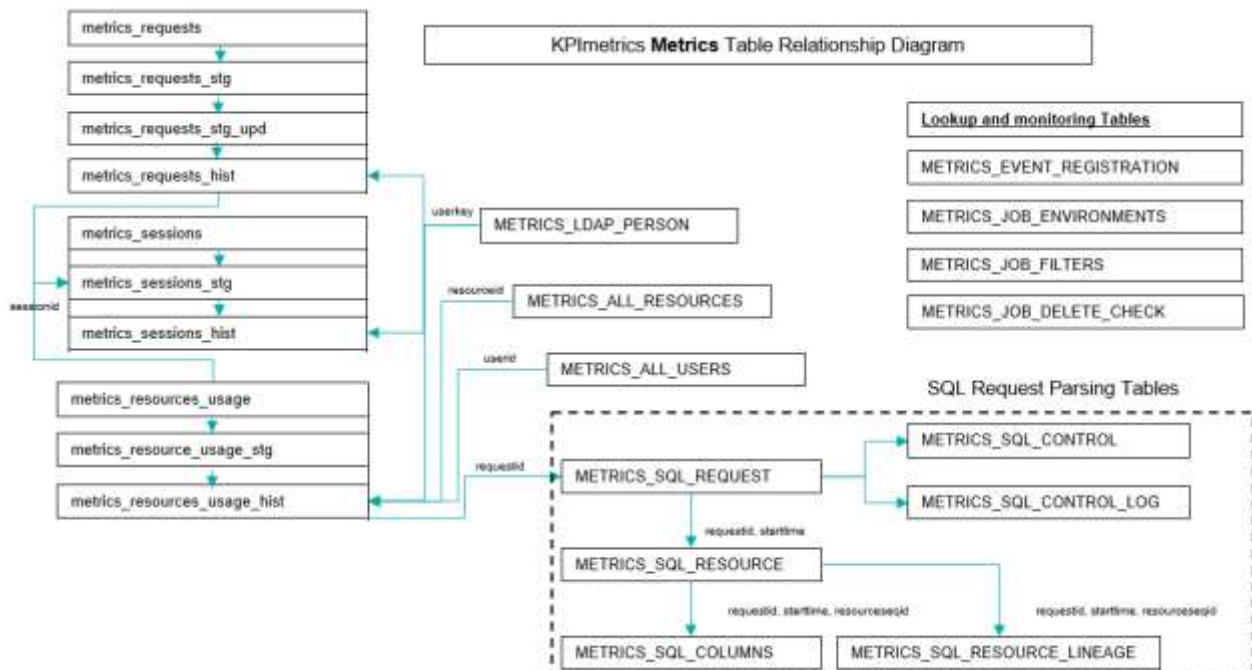 KPImetrics Metrics Table Relationship Diagram
metrics_requests
metrics_requests_stg
metrics_requests_stg_upd
metrics_requests_hist
metrics_sessions
metrics_sessions_stg
metrics_sessions_hist
sessionid
metrics_resources_usage
metrics_resource_usage_stg
metrics_resources_usage_hist
userkey
METRICS_LDAP_PERSON
resourceid
METRICS_ALL_RESOURCES
userid
METRICS_ALL_USERS
Lookup and monitoring Tables
METRICS_EVENT_REGISTRATION
METRICS_JOB_ENVIRONMENTS
METRICS_JOB_FILTERS
METRICS_JOB_DELETE_CHECK
SQL Request Parsing Tables
requestid
METRICS_SQL_REQUEST
METRICS_SQL_CONTROL
METRICS_SQL_CONTROL_LOG
requestid, starttime
METRICS_SQL_RESOURCE
requestid, starttime, resourceseqid
requestid, starttime, resourceseqid
METRICS_SQL_COLUMNS
METRICS_SQL_RESOURCE_LINEAGE